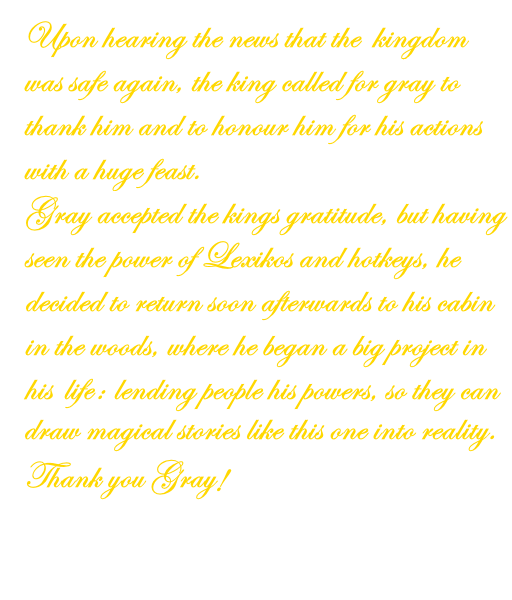 Upon hearing the news that the kingdom
was safe again, the king called for gray to
thank him and to honour him for his actions
with a huge feast.
Gray accepted the kings gratitude, but having
seen the power of Lexikos and hotkeys, he
decided to return soon afterwards to his cabin
in the woods, where he began a big project in
his life: lending people his powers, so they can
draw magical stories like this one into reality.
Thank you Gray!